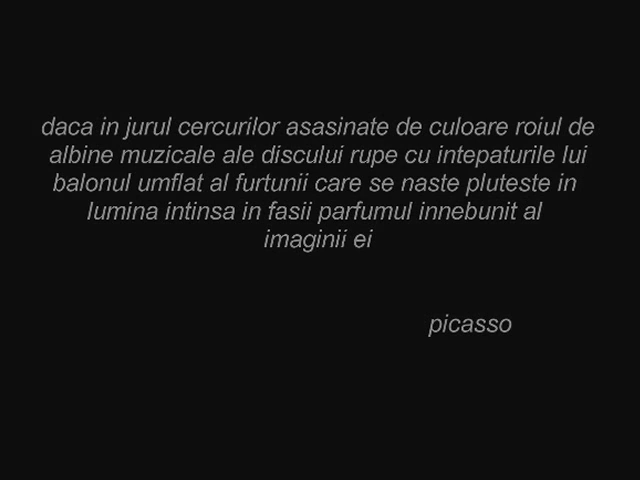 daca in jurul cercurilor asasinate de culoare roiul de
albine muzicale ale discului rupe cu intepaturile lui
balonul umflat al furtunii care se naste pluteste in
lumina intinsa in fasii parfumul innebunit al
imaginii ei
picasso